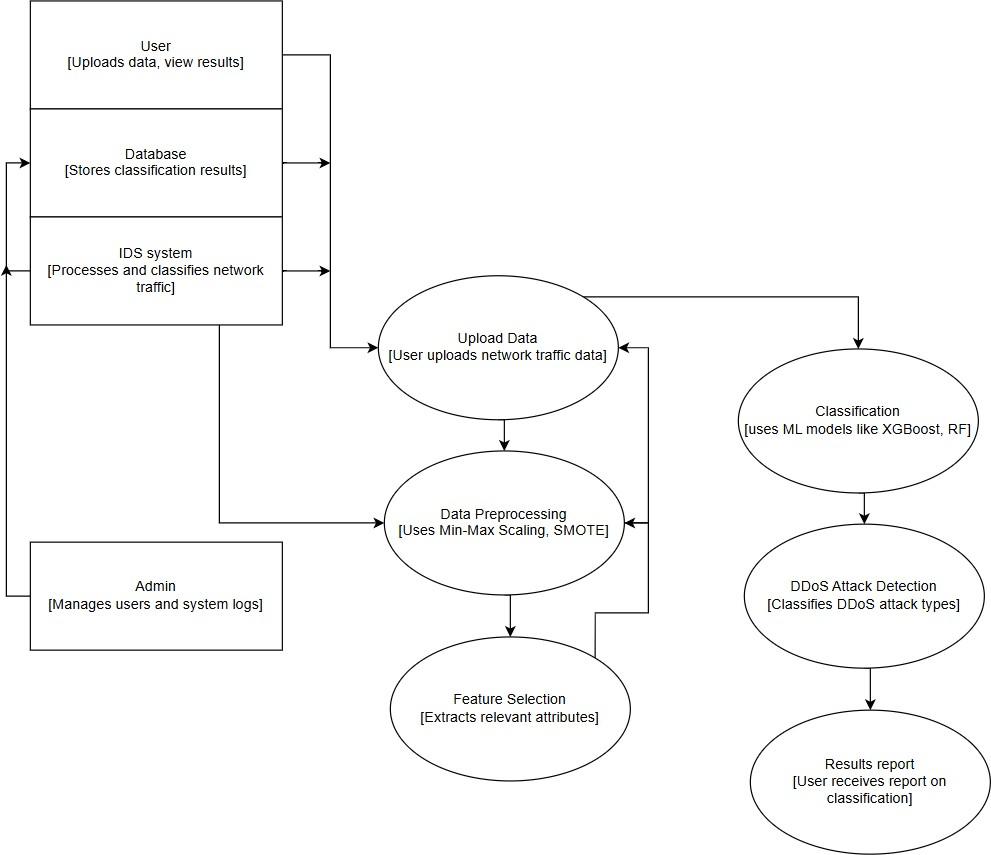 User
[Uploads data, view results]
Database
[Stores classification results]
IDS system
[Processes and classifies network
traffic]
Upload Data
[User uploads network traffic data]
Classification
[uses ML models like XGBoost, RF]
Data Preprocessing
[Uses Min-Max Scaling, SMOTE]
Admin
[Manages users and system logs]
DDoS Attack Detection
[Classifies DDoS attack types]
Feature Selection
[Extracts relevant attributes]
Results report
[User receives report on
classification]